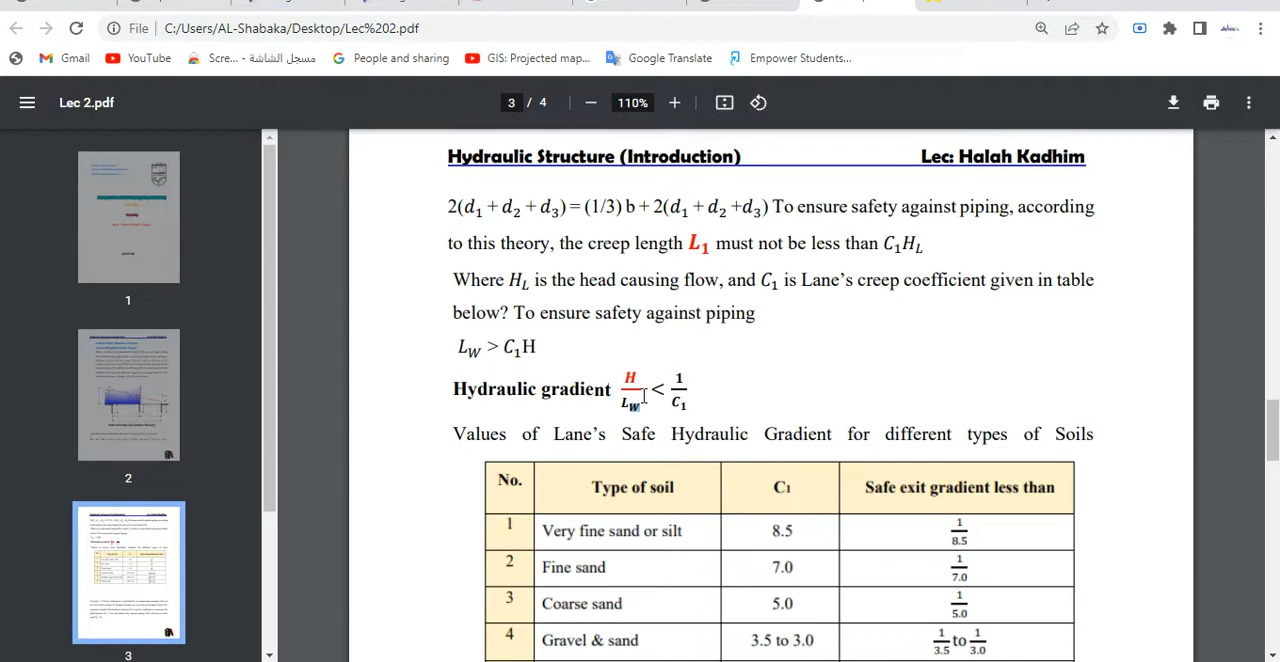 File C:/Users/AL-Shabaka/Desktop/Lec%202.pdf
Gmail YouTube Scre... - مسجل الشاشة People and sharing GIS: Projected map... Google Translate Empower Students...
Lec 2.pdf 3 / 4 110%
Hydraulic Structure (Introduction) Lec: Halah Kadhim
2(d₁ + d₂ + d₃) = (1/3) b + 2(d₁ + d₂ +d₃) To ensure safety against piping, according
to this theory, the creep length L₁ must not be less than C₁H_L
Where H_L is the head causing flow, and C₁ is Lane's creep coefficient given in table
below? To ensure safety against piping
L_W > C₁H
Hydraulic gradient H/L_W < 1/C₁
Values of Lane's Safe Hydraulic Gradient for different types of Soils
No. Type of soil C₁ Safe exit gradient less than
1 Very fine sand or silt 8.5 1/8.5
2 Fine sand 7.0 1/7.0
3 Coarse sand 5.0 1/5.0
4 Gravel & sand 3.5 to 3.0 1/3.5 to 1/3.0
1
2
3